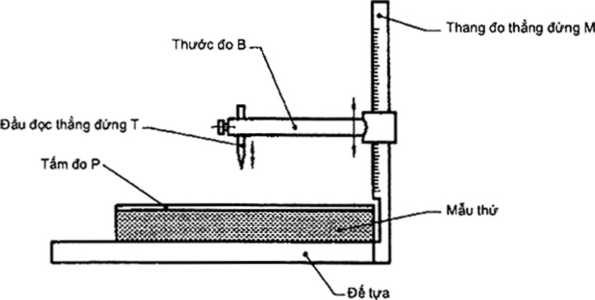 Thang đo thẳng đứng M
Thước đo B
Đầu đọc thẳng đứng T
Tấm đo P
Mẫu thử
Đế tựa